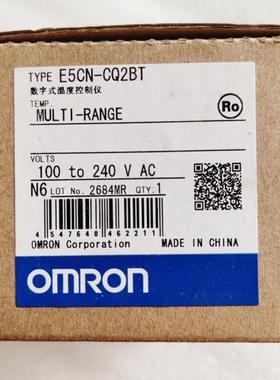 TYPE E5CN-CQ2BT
数字式温度控制仪
TEMP.
MULTI-RANGE
Ro
VOLTS
100 to 240 V AC
N6 LOT No. 2684MR QTY.1
4 547648 462211
OMRON Corporation MADE IN CHINA
OMRON